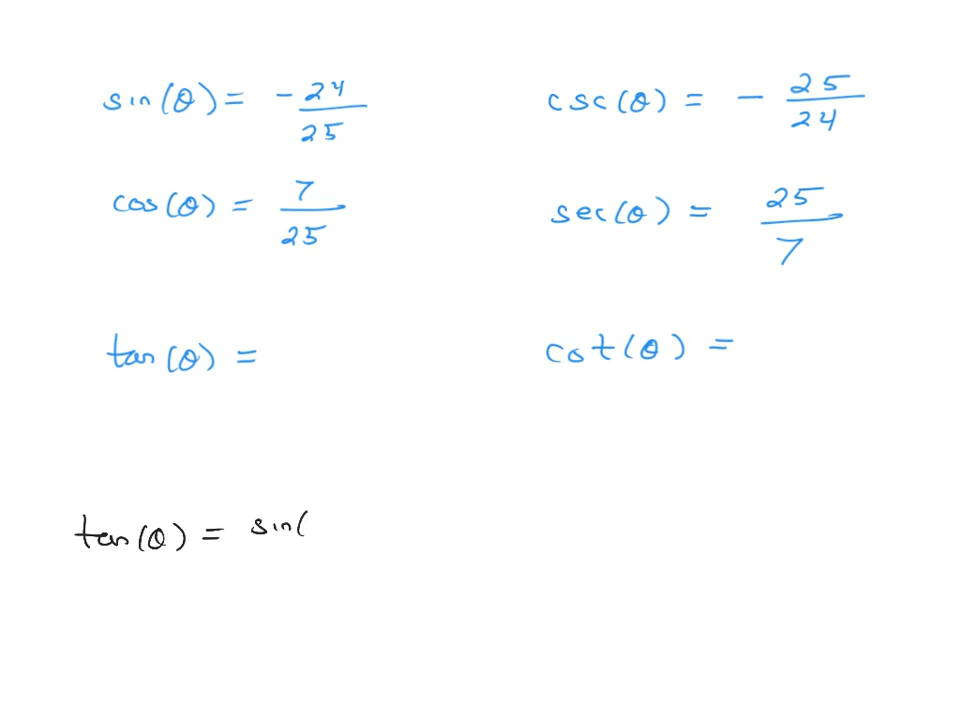 sin(θ) = -24/25
csc(θ) = - 25/24
cos(θ) = 7/25
sec(θ) = 25/7
tan(θ) =
cot(θ) =
tan(θ) = sin(